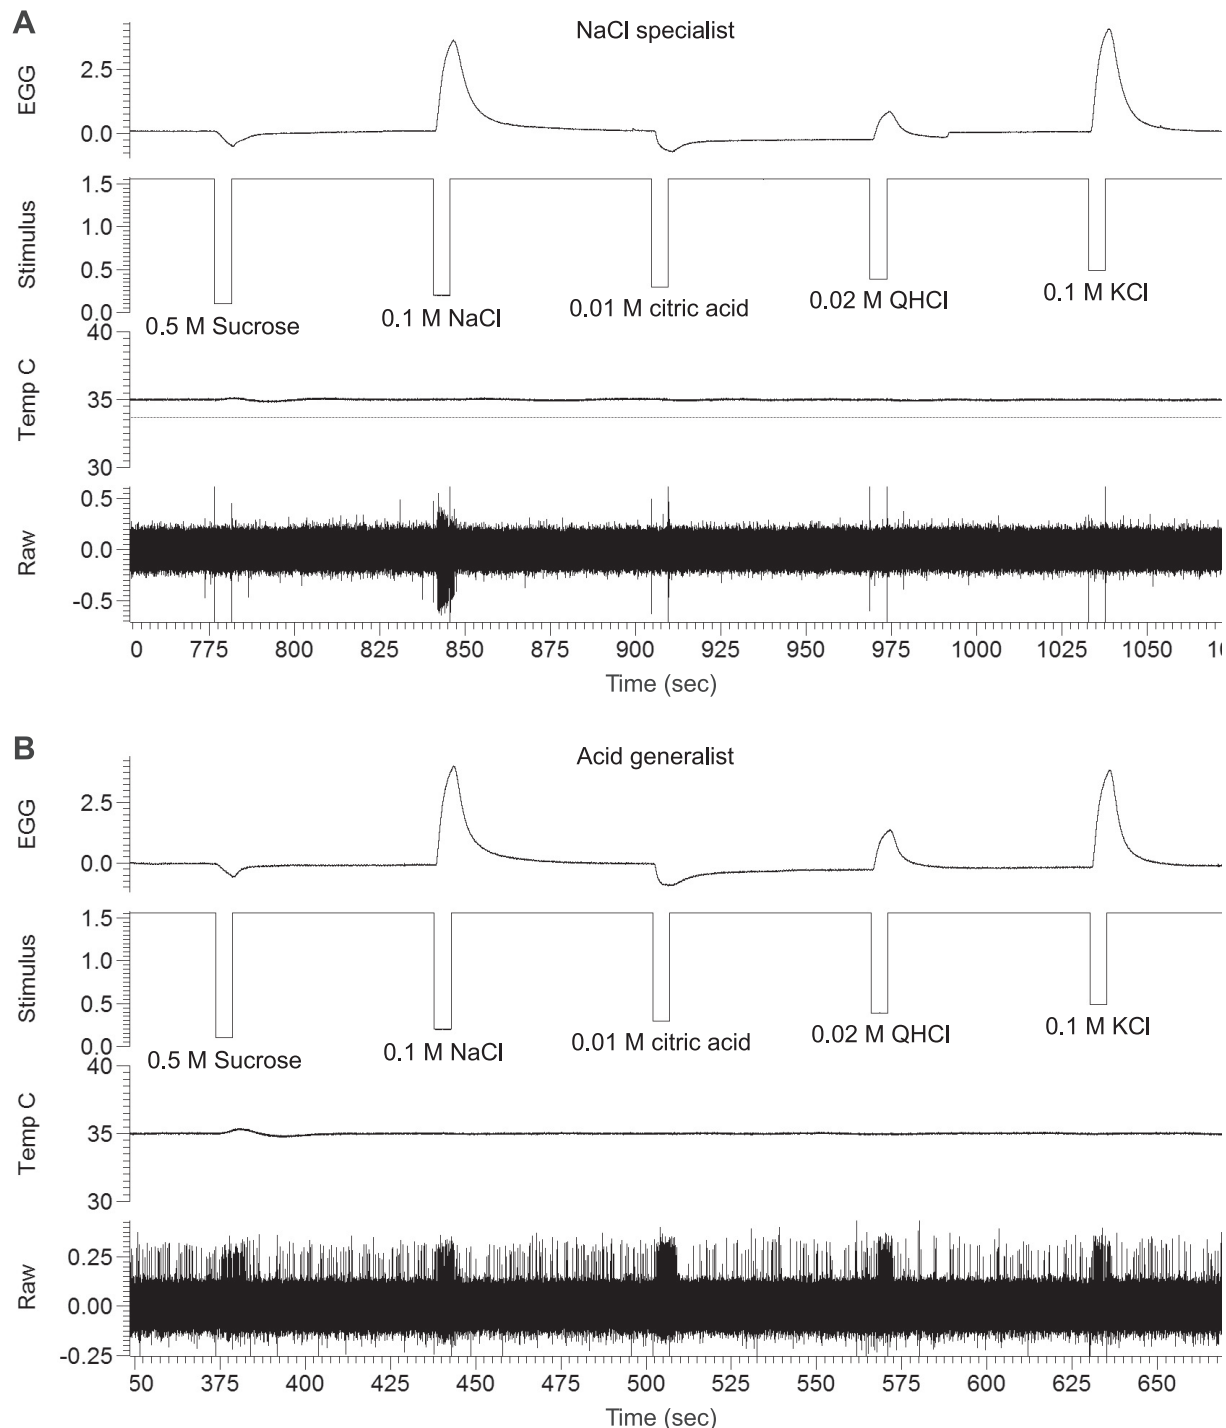 A
NaCl specialist
EGG
2.5
0.0
Stimulus
1.5
1.0
0.5
0.0
0.5 M Sucrose
0.1 M NaCl
0.01 M citric acid
0.02 M QHCl
0.1 M KCl
Temp C
40
35
30
Raw
0.5
0.0
-0.5
0 775 800 825 850 875 900 925 950 975 1000 1025 1050 10
Time (sec)
B
Acid generalist
EGG
2.5
0.0
Stimulus
1.5
1.0
0.5
0.0
0.5 M Sucrose
0.1 M NaCl
0.01 M citric acid
0.02 M QHCl
0.1 M KCl
Temp C
40
35
30
Raw
0.25
0.00
-0.25
50 375 400 425 450 475 500 525 550 575 600 625 650
Time (sec)